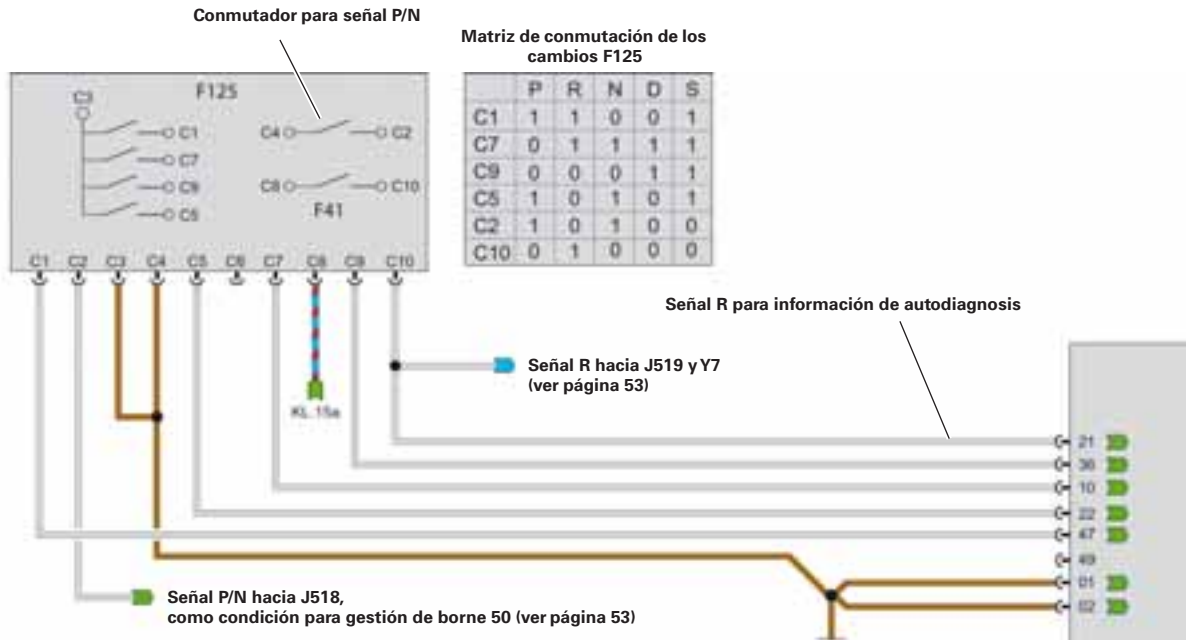 Conmutador para señal P/N
Matriz de conmutación de los
cambios F125
F125
C3
C1
C7
C9
C5
C4
C2
C8
C10
F41
P R N D S
C1 1 1 0 0 1
C7 0 1 1 1 1
C9 0 0 0 1 1
C5 1 0 1 0 1
C2 1 0 1 0 0
C10 0 1 0 0 0
C1 C2 C3 C4 C5 C6 C7 C8 C9 C10
Señal R para información de autodiagnosis
Señal R hacia J519 y Y7
(ver página 53)
KL. 15a
21
36
10
22
47
49
01
02
Señal P/N hacia J518,
como condición para gestión de borne 50 (ver página 53)